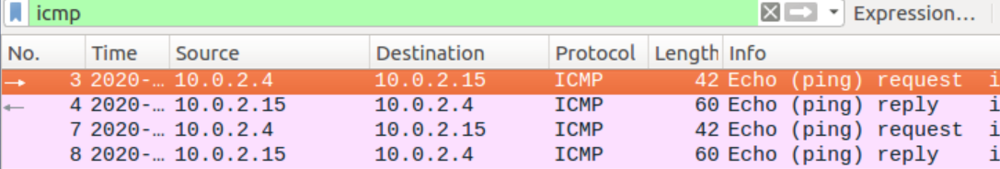 icmp Expression…
No. Time Source Destination Protocol Length Info
3 2020-… 10.0.2.4 10.0.2.15 ICMP 42 Echo (ping) request i
4 2020-… 10.0.2.15 10.0.2.4 ICMP 60 Echo (ping) reply i
7 2020-… 10.0.2.4 10.0.2.15 ICMP 42 Echo (ping) request i
8 2020-… 10.0.2.15 10.0.2.4 ICMP 60 Echo (ping) reply i